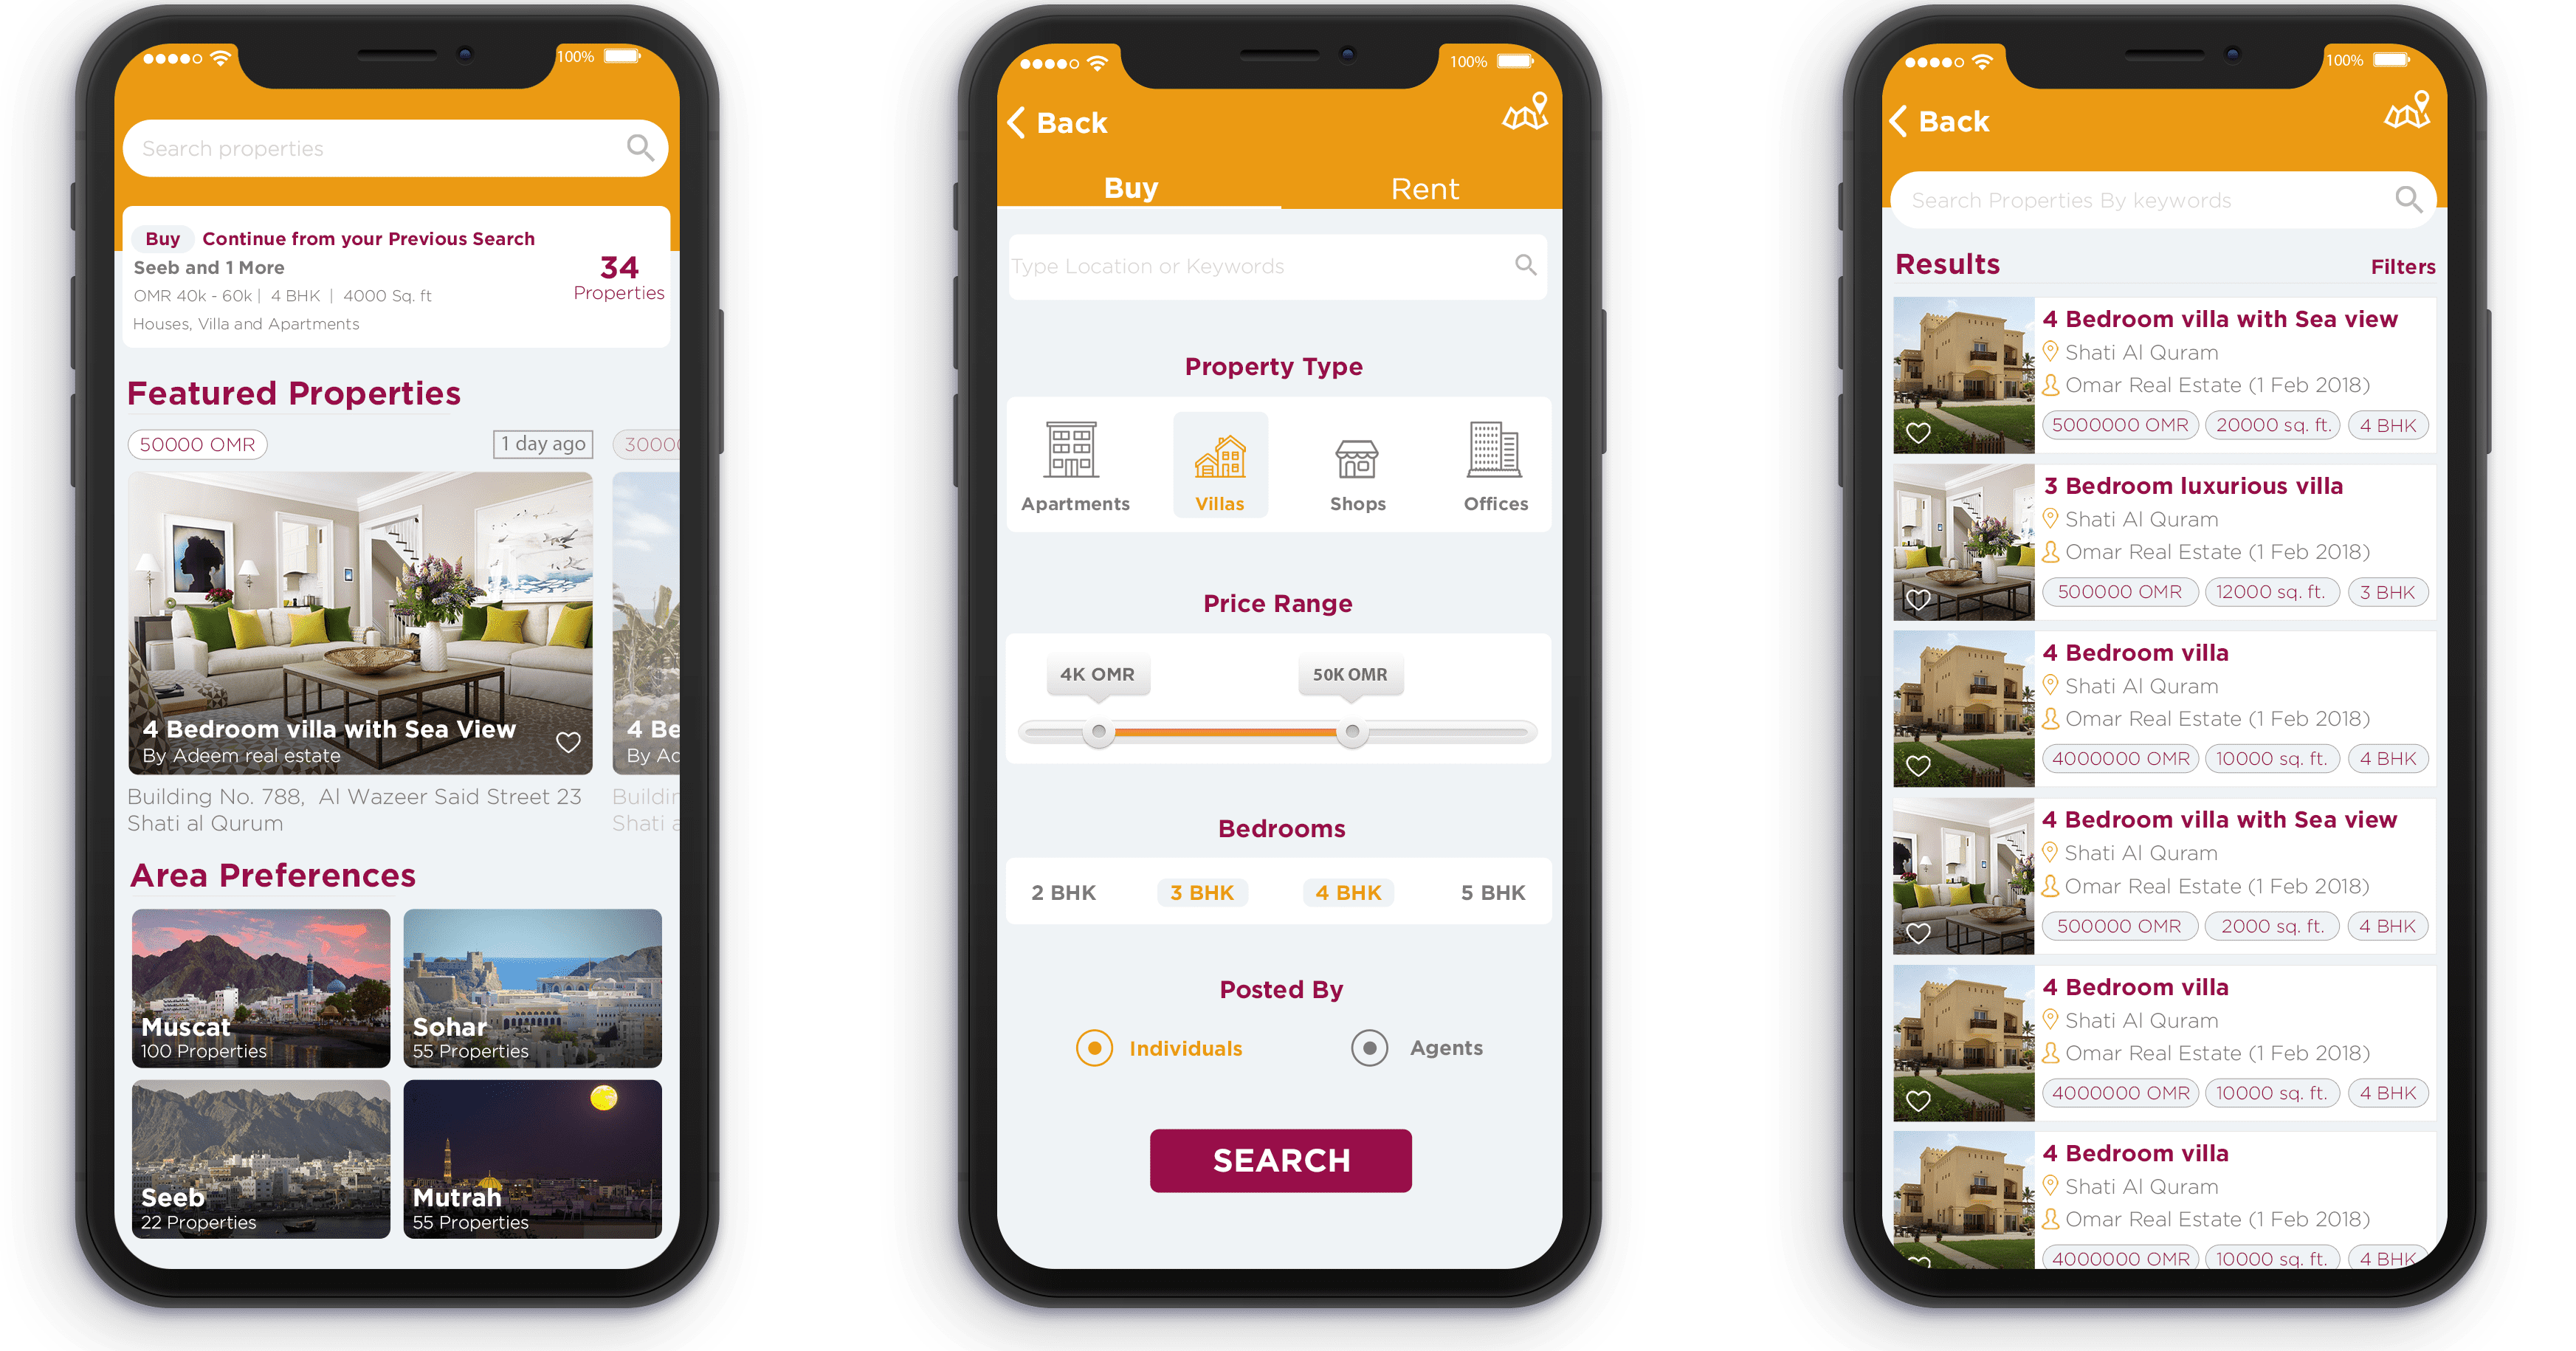 100%
Search properties
Buy Continue from your Previous Search
Seeb and 1 More
OMR 40k - 60k | 4 BHK | 4000 Sq. ft
Houses, Villa and Apartments
34
Properties
Featured Properties
50000 OMR
1 day ago
3000
4 Bedroom villa with Sea View
By Adeem real estate
4 Be
By Ad
Building No. 788, Al Wazeer Said Street 23
Shati al Qurum
Buildin
Shati a
Area Preferences
Muscat
100 Properties
Sohar
55 Properties
Seeb
22 Properties
Mutrah
55 Properties
100%
Back
Buy
Rent
Type Location or Keywords
Property Type
Apartments
Villas
Shops
Offices
Price Range
4K OMR
50K OMR
Bedrooms
2 BHK
3 BHK
4 BHK
5 BHK
Posted By
Individuals
Agents
SEARCH
100%
Back
Search Properties By keywords
Results
Filters
4 Bedroom villa with Sea view
Shati Al Quram
Omar Real Estate (1 Feb 2018)
5000000 OMR 20000 sq. ft. 4 BHK
3 Bedroom luxurious villa
Shati Al Quram
Omar Real Estate (1 Feb 2018)
500000 OMR 12000 sq. ft. 3 BHK
4 Bedroom villa
Shati Al Quram
Omar Real Estate (1 Feb 2018)
4000000 OMR 10000 sq. ft. 4 BHK
4 Bedroom villa with Sea view
Shati Al Quram
Omar Real Estate (1 Feb 2018)
500000 OMR 2000 sq. ft. 4 BHK
4 Bedroom villa
Shati Al Quram
Omar Real Estate (1 Feb 2018)
4000000 OMR 10000 sq. ft. 4 BHK
4 Bedroom villa
Shati Al Quram
Omar Real Estate (1 Feb 2018)
4000000 OMR 10000 sq. ft. 4 BHK